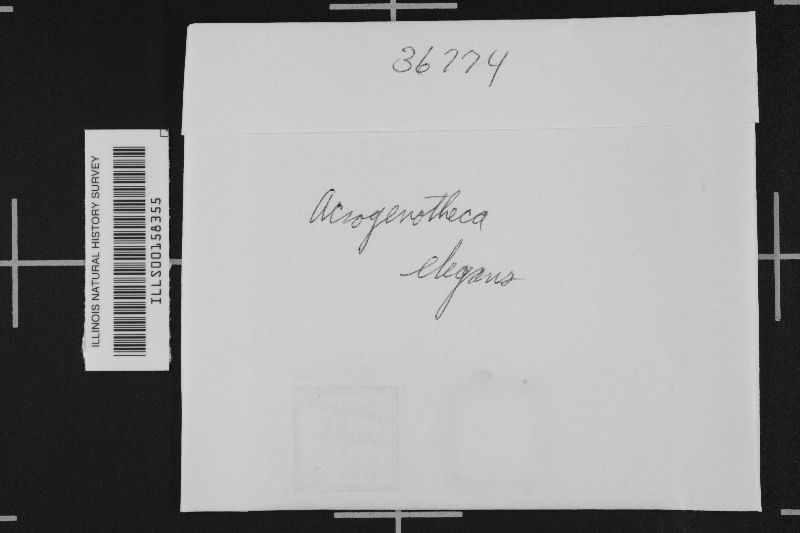 36774
Acrogenotheca
elegans
ILLINOIS NATURAL HISTORY SURVEY
ILLS00158355